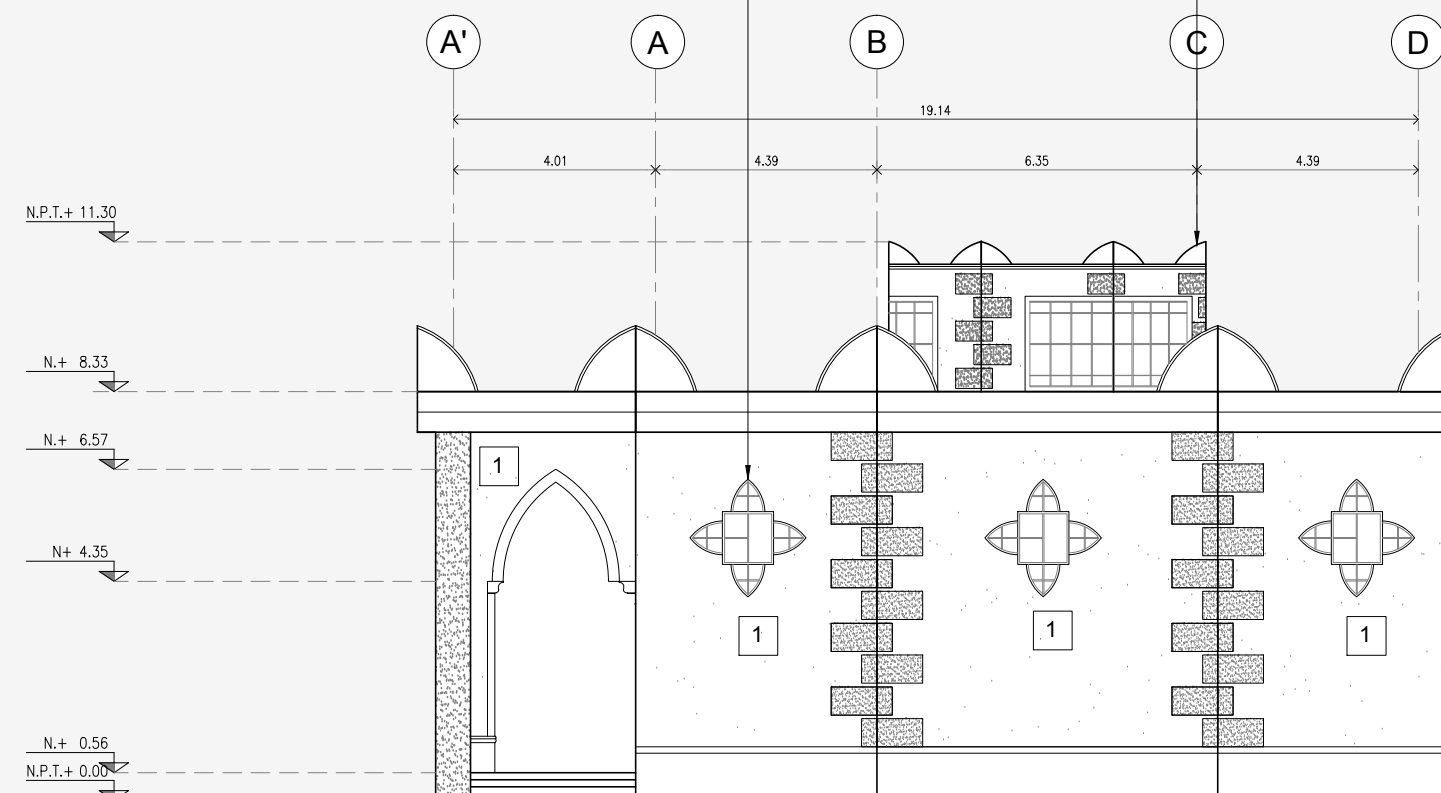 A' A B C D
19.14
4.01 4.39 6.35 4.39
N.P.T.+ 11.30
N.+ 8.33
N.+ 6.57
1
N+ 4.35
1 1 1
N.+ 0.56
N.P.T.+ 0.00